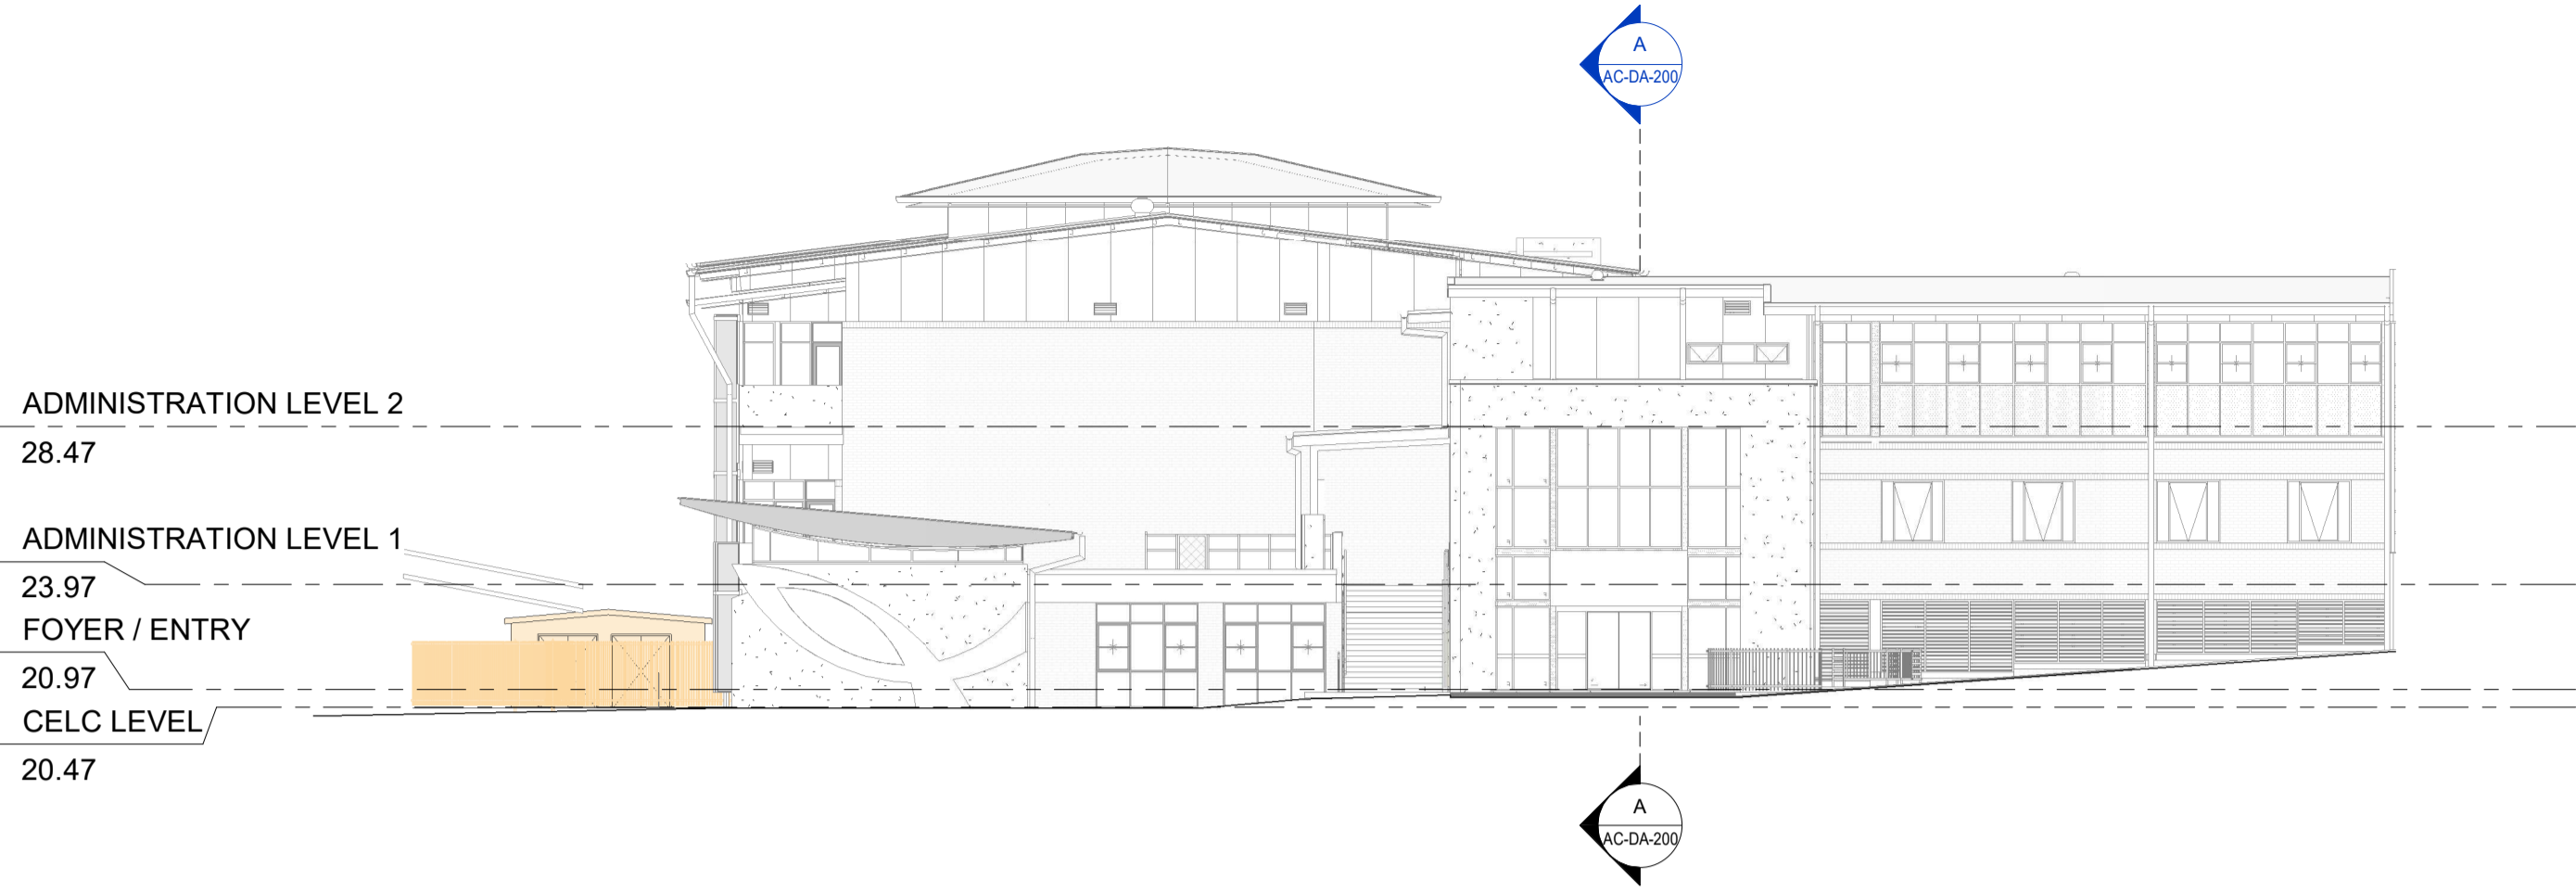 A
AC-DA-200
ADMINISTRATION LEVEL 2
28.47
ADMINISTRATION LEVEL 1
23.97
FOYER / ENTRY
20.97
CELC LEVEL
20.47
A
AC-DA-200